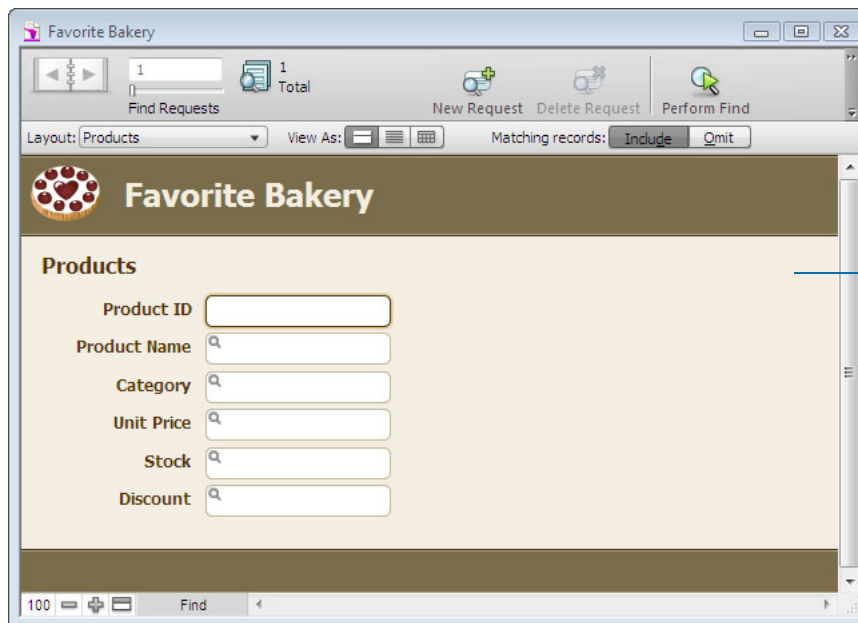 Favorite Bakery
1
Find Requests
1
Total
New Request
Delete Request
Perform Find
Layout: Products
View As:
Matching records: Include Omit
Favorite Bakery
Products
Product ID
Product Name
Category
Unit Price
Stock
Discount
100
Find